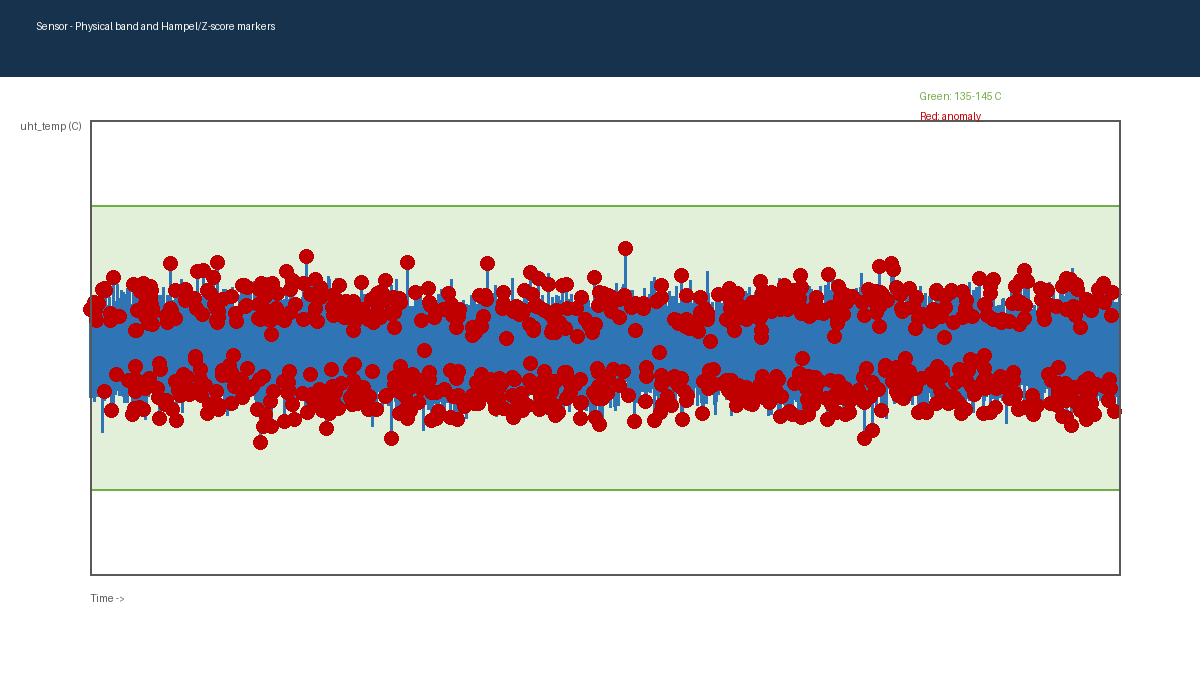 Sensor - Physical band and Hampel/Z-score markers
Green: 135-145 C
Red: anomaly
uht_temp (C)
Time ->